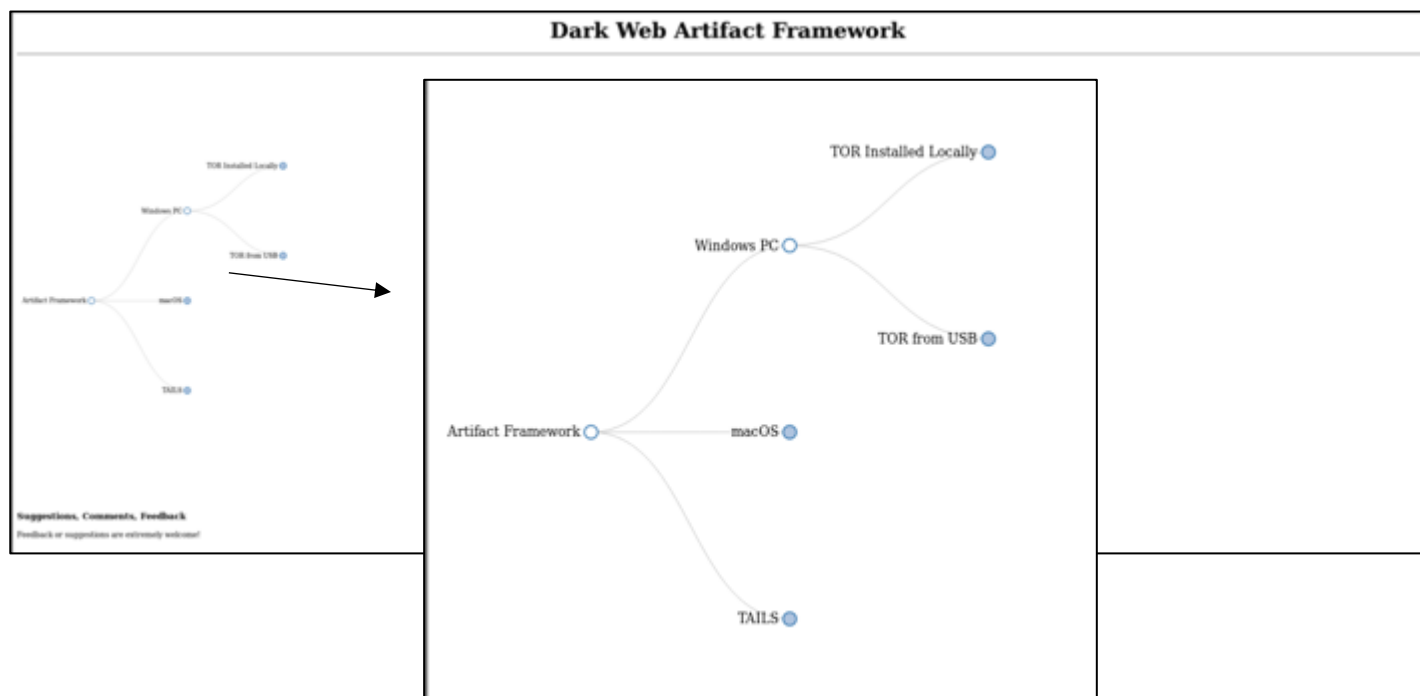 Dark Web Artifact Framework
TOR Installed Locally
Windows PC
TOR from USB
Artifact Framework
macOS
TAILS
Suggestions, Comments, Feedback
Feedback or suggestions are extremely welcome!
TOR Installed Locally
Windows PC
TOR from USB
Artifact Framework
macOS
TAILS